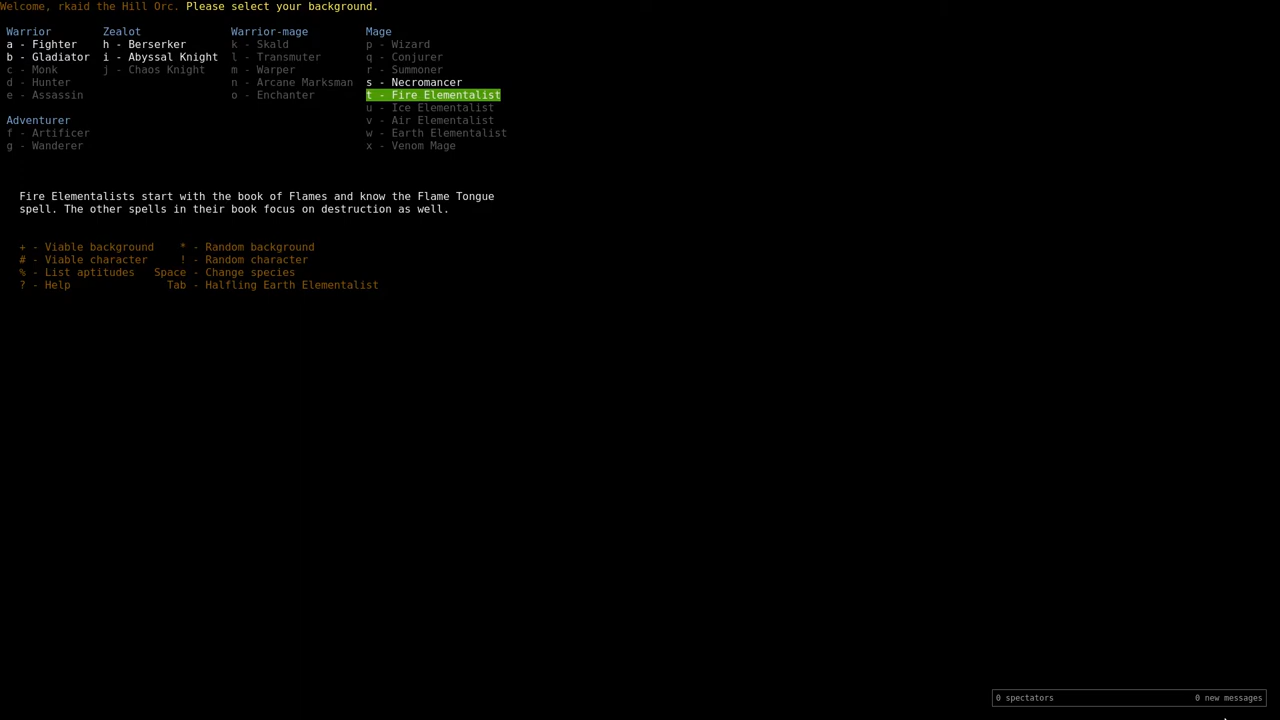 Welcome, rkaid the Hill Orc. Please select your background.
Warrior Zealot Warrior-mage Mage
a - Fighter h - Berserker k - Skald p - Wizard
b - Gladiator i - Abyssal Knight l - Transmuter q - Conjurer
c - Monk j - Chaos Knight m - Warper r - Summoner
d - Hunter n - Arcane Marksman s - Necromancer
e - Assassin o - Enchanter t - Fire Elementalist
u - Ice Elementalist
Adventurer v - Air Elementalist
f - Artificer w - Earth Elementalist
g - Wanderer x - Venom Mage
Fire Elementalists start with the book of Flames and know the Flame Tongue
spell. The other spells in their book focus on destruction as well.
+ - Viable background * - Random background
# - Viable character ! - Random character
% - List aptitudes Space - Change species
? - Help Tab - Halfling Earth Elementalist
0 spectators 0 new messages